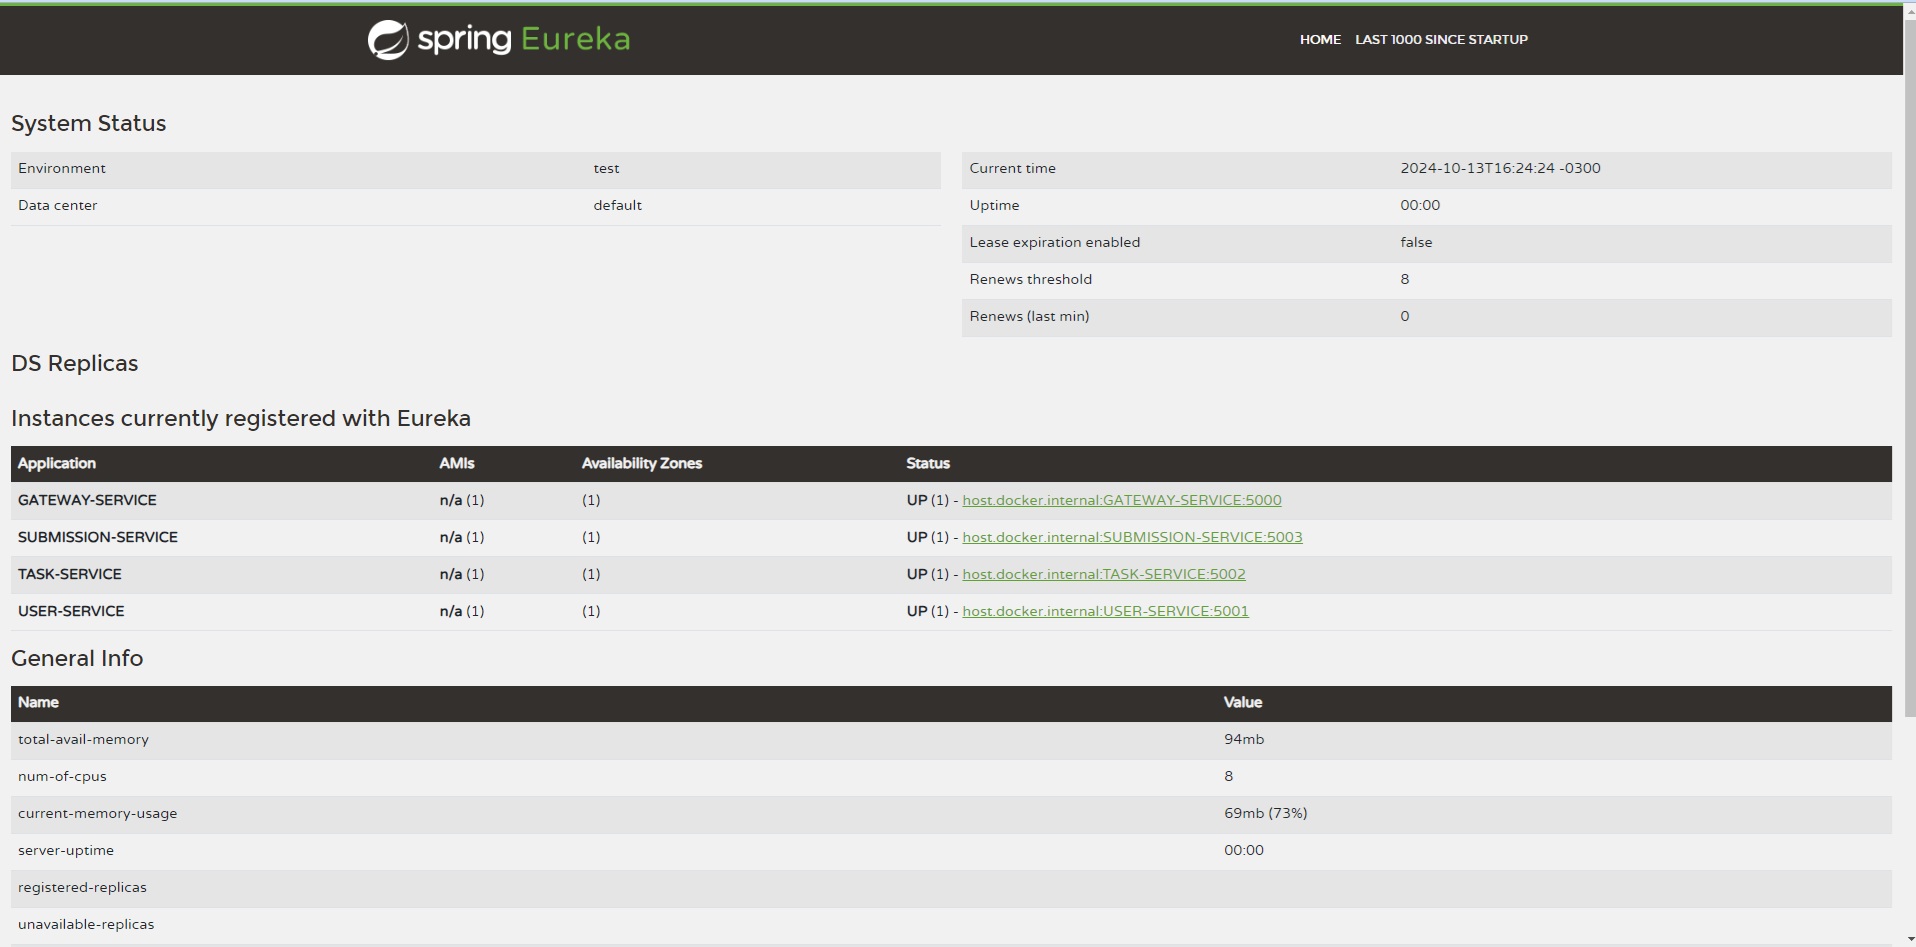 spring Eureka
HOME LAST 1000 SINCE STARTUP
System Status
Environment test
Data center default
Current time 2024-10-13T16:24:24 -0300
Uptime 00:00
Lease expiration enabled false
Renews threshold 8
Renews (last min) 0
DS Replicas
Instances currently registered with Eureka
Application AMIs Availability Zones Status
GATEWAY-SERVICE n/a (1) (1) UP (1) - host.docker.internal:GATEWAY-SERVICE:5000
SUBMISSION-SERVICE n/a (1) (1) UP (1) - host.docker.internal:SUBMISSION-SERVICE:5003
TASK-SERVICE n/a (1) (1) UP (1) - host.docker.internal:TASK-SERVICE:5002
USER-SERVICE n/a (1) (1) UP (1) - host.docker.internal:USER-SERVICE:5001
General Info
Name Value
total-avail-memory 94mb
num-of-cpus 8
current-memory-usage 69mb (73%)
server-uptime 00:00
registered-replicas
unavailable-replicas